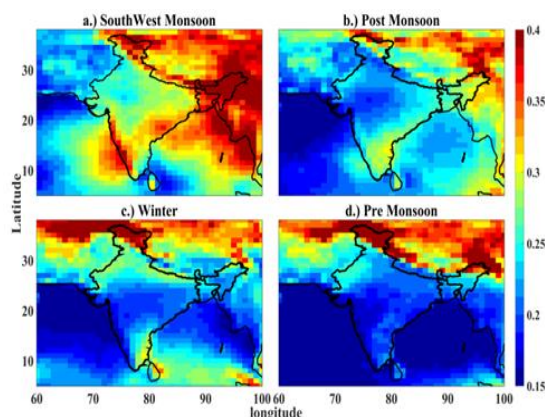 a.) SouthWest Monsoon
b.) Post Monsoon
0.4
30
20
10
0.35
0.3
c.) Winter
d.) Pre Monsoon
0.25
30
20
10
0.2
0.15
60 70 80 90 100 60 70 80 90 100
Latitude
longitude